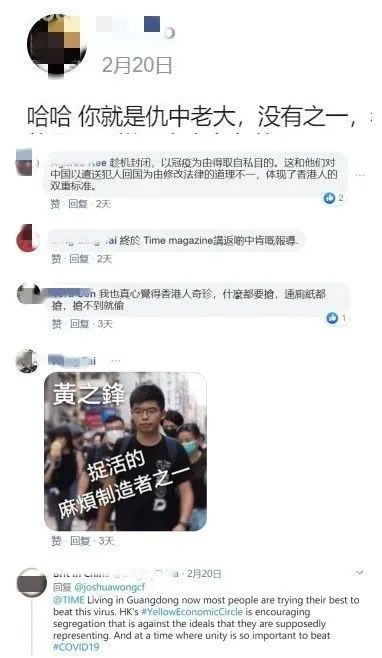 2月20日
哈哈 你就是仇中老大，没有之一，
趁机封闭，以冠疫为由得取自私目的。这和他们对
中国以遣送犯人回国为由修改法律的道理不一，体现了香港人的
双重标准。
2
赞 · 回复 · 2天
Tai 終於 Time magazine講返啲中肯嘅報導.
赞 · 回复 · 2天
我也真心覺得香港人奇珍，什麼都要搶，連廁紙都
搶，搶不到就偷
1
赞 · 回复 · 3天
黃之鋒
捉活的
麻煩制造者之一
赞 · 回复 · 3天
2月20日
回复 @joshuawongcf
@TIME Living in Guangdong now most people are trying their best to
beat this virus. HK's #YellowEconomicCircle is encouraging
segregation that is against the ideals that they are supposedly
representing. And at a time where unity is so important to beat
#COVID19